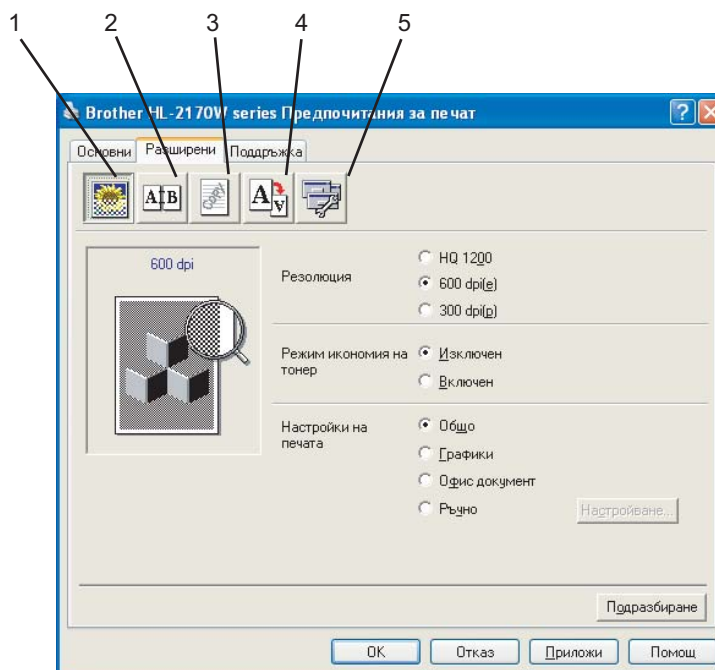 1 2 3 4 5
Brother HL-2170W series Предпочитания за печат
Основни Разширени Поддръжка
A B Copy A A
600 dpi
Резолюция
HQ 1200
600 dpi(e)
300 dpi(p)
Режим икономия на тонер
Изключен
Включен
Настройки на печата
Общо
Графики
Офис документ
Ръчно
Настройване...
Подразбиране
OK Отказ Приложи Помощ